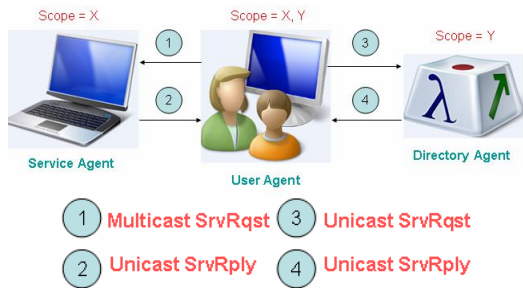 Scope = X
Scope = X, Y
Scope = Y
1
3
2
4
λ
Service Agent
User Agent
Directory Agent
1 Multicast SrvRqst
3 Unicast SrvRqst
2 Unicast SrvRply
4 Unicast SrvRply